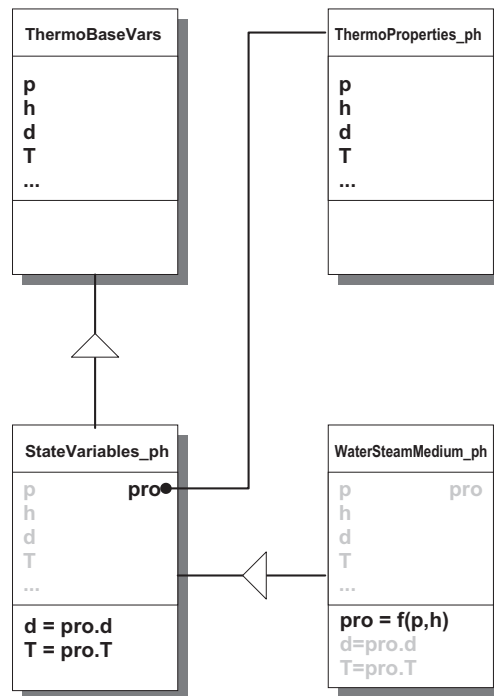 ThermoBaseVars
p
h
d
T
...
ThermoProperties_ph
p
h
d
T
...
StateVariables_ph
p pro
h
d
T
...
d = pro.d
T = pro.T
WaterSteamMedium_ph
p pro
h
d
T
...
pro = f(p,h)
d=pro.d
T=pro.T